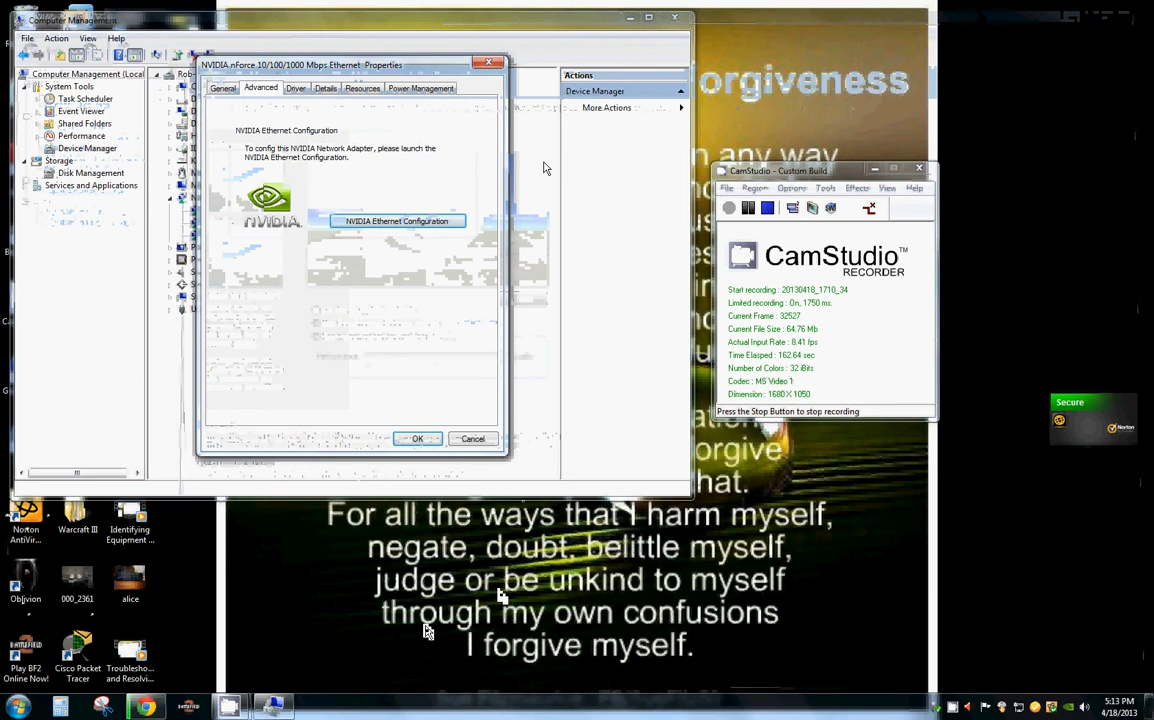 Computer Management
File Action View Help
Computer Management (Local
System Tools
Task Scheduler
Event Viewer
Shared Folders
Performance
Device Manager
Storage
Disk Management
Services and Applications
Rob-
NVIDIA nForce 10/100/1000 Mbps Ethernet Properties
General Advanced Driver Details Resources Power Management
NVIDIA Ethernet Configuration
To config this NVIDIA Network Adapter, please launch the
NVIDIA Ethernet Configuration.
NVIDIA
NVIDIA Ethernet Configuration
OK Cancel
Actions
Device Manager
More Actions
orgiveness
n any way
CamStudio - Custom Build
File Region Options Tools Effects View Help
CamStudio™
RECORDER
Start recording : 20130418_1710_34
Limited recording : On, 1750 ms.
Current Frame : 32527
Current File Size : 64.76 Mb
Actual Input Rate : 8.41 fps
Time Elasped : 162.64 sec
Number of Colors : 32 iBits
Codec : MS Video 1
Dimension : 1680 X 1050
Press the Stop Button to stop recording
Secure
Norton
orgive
hat.
For all the ways that I harm myself,
negate, doubt, belittle myself,
judge or be unkind to myself
through my own confusions
I forgive myself.
Norton AntiVir...
Warcraft III
Identifying Equipment ...
Oblivion
000_2361
alice
Play BF2 Online Now!
Cisco Packet Tracer
Troublesho... and Resolvi...
5:13 PM
4/18/2013